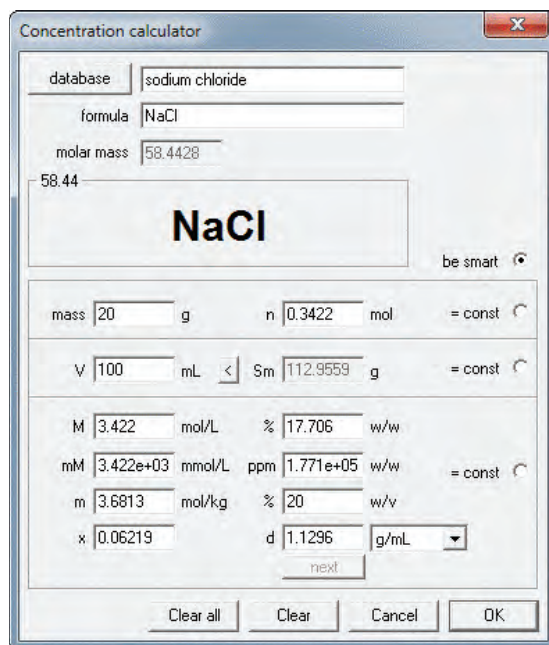 Concentration calculator
database sodium chloride
formula NaCl
molar mass 58.4428
58.44
NaCl
be smart
mass 20 g n 0.3422 mol = const
V 100 mL < Sm 112.9559 g = const
M 3.422 mol/L % 17.706 w/w
mM 3.422e+03 mmol/L ppm 1.771e+05 w/w = const
m 3.6813 mol/kg % 20 w/v
x 0.06219 d 1.1296 g/mL
next
Clear all Clear Cancel OK